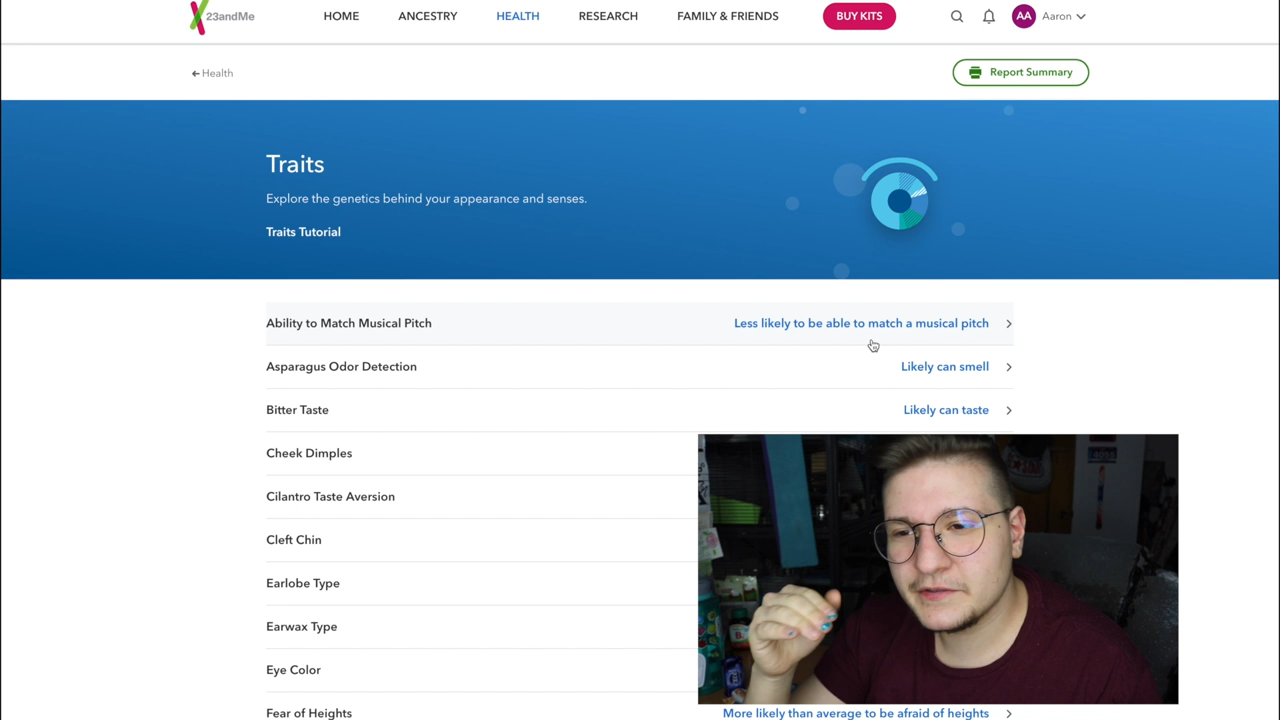 23andMe
HOME
ANCESTRY
HEALTH
RESEARCH
FAMILY & FRIENDS
BUY KITS
AA
Aaron
Health
Report Summary
Traits
Explore the genetics behind your appearance and senses.
Traits Tutorial
Ability to Match Musical Pitch
Less likely to be able to match a musical pitch
Asparagus Odor Detection
Likely can smell
Bitter Taste
Likely can taste
Cheek Dimples
Cilantro Taste Aversion
Cleft Chin
Earlobe Type
Earwax Type
Eye Color
Fear of Heights
More likely than average to be afraid of heights